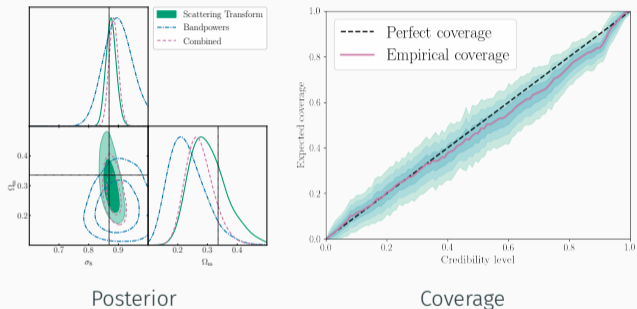 Scattering Transform
Bandpowers
Combined
0.4
0.3
0.2
Ωm
0.7 0.8 0.9
σ8
0.2 0.3 0.4
Ωm
Posterior
Perfect coverage
Empirical coverage
1.0
0.8
0.6
0.4
0.2
0.0
Expected coverage
0.0 0.2 0.4 0.6 0.8 1.0
Credibility level
Coverage